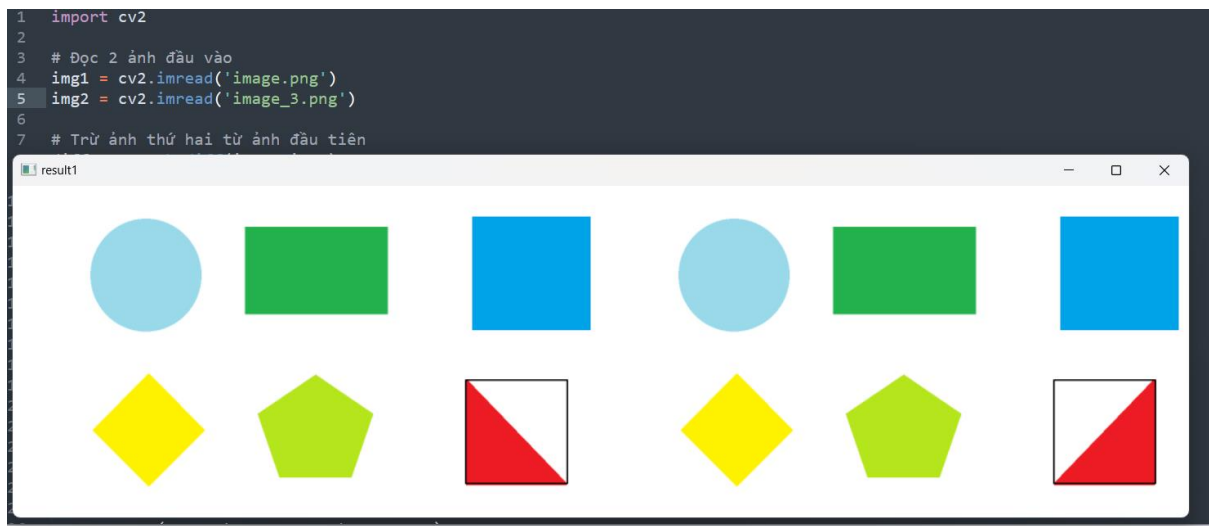 1 import cv2
2
3 # Đọc 2 ảnh đầu vào
4 img1 = cv2.imread('image.png')
5 img2 = cv2.imread('image_3.png')
6
7 # Trừ ảnh thứ hai từ ảnh đầu tiên
result1